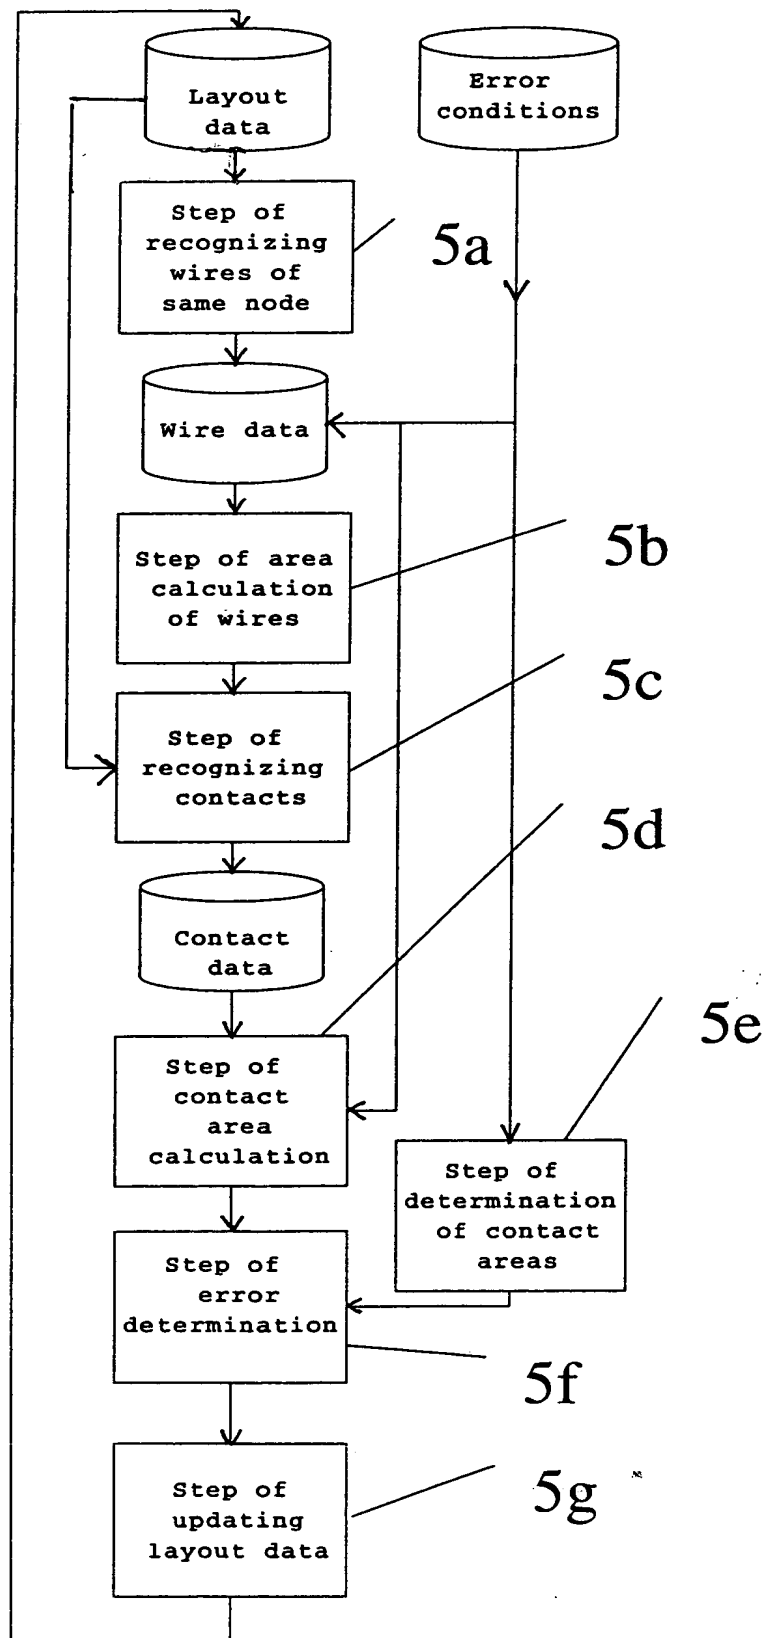 Layout
data
Error
conditions
Step of
recognizing
wires of
same node
5a
Wire data
Step of area
calculation
of wires
5b
Step of
recognizing
contacts
5c
Contact
data
5d
Step of
contact
area
calculation
5e
Step of
determination
of contact
areas
Step of
error
determination
5f
Step of
updating
layout data
5g